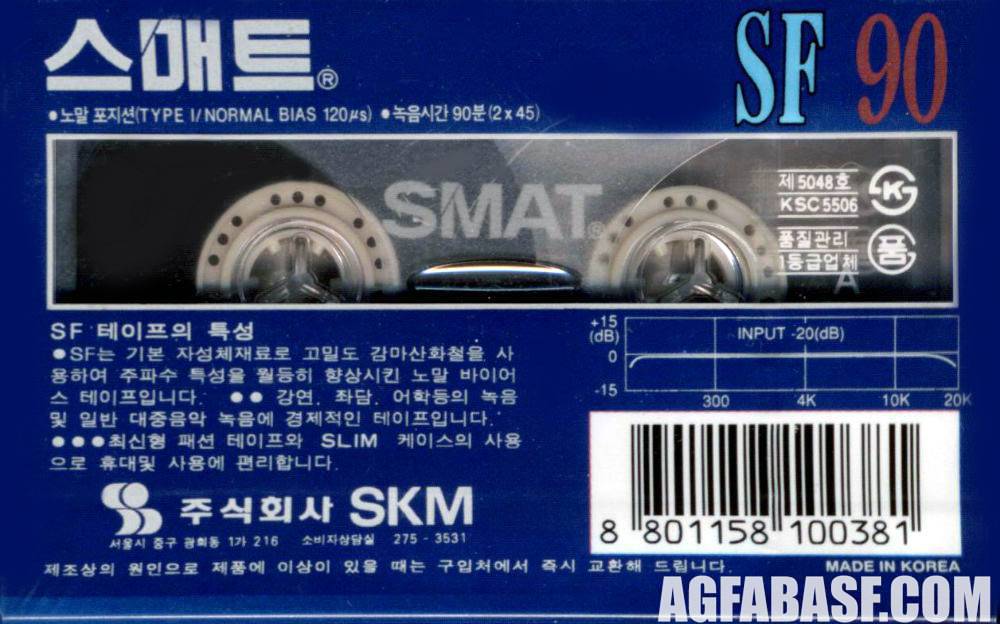 스매트®
SF 90
●노말 포지션(TYPE I/NORMAL BIAS 120μs) ●녹음시간 90분(2x45)
SMAT®
제5048호
KSC5506
K
품질관리
1등급업체
품
A
SF 테이프의 특성
●SF는 기본 자성체재료로 고밀도 감마산화철을 사
용하여 주파수 특성을 월등히 향상시킨 노말 바이어
스 테이프입니다. ●● 강연, 좌담, 어학등의 녹음
및 일반 대중음악 녹음에 경제적인 테이프입니다.
●●●최신형 패션 테이프와 SLIM 케이스의 사용
으로 휴대및 사용에 편리합니다.
+15
(dB)
0
-15
INPUT -20(dB)
300 4K 10K 20K
주식회사 SKM
서울시 중구 광희동 1가 216 소비자상담실 275-3531
8 801158 100381
제조상의 원인으로 제품에 이상이 있을 때는 구입처에서 즉시 교환해 드립니다.
MADE IN KOREA
AGFABASF.COM